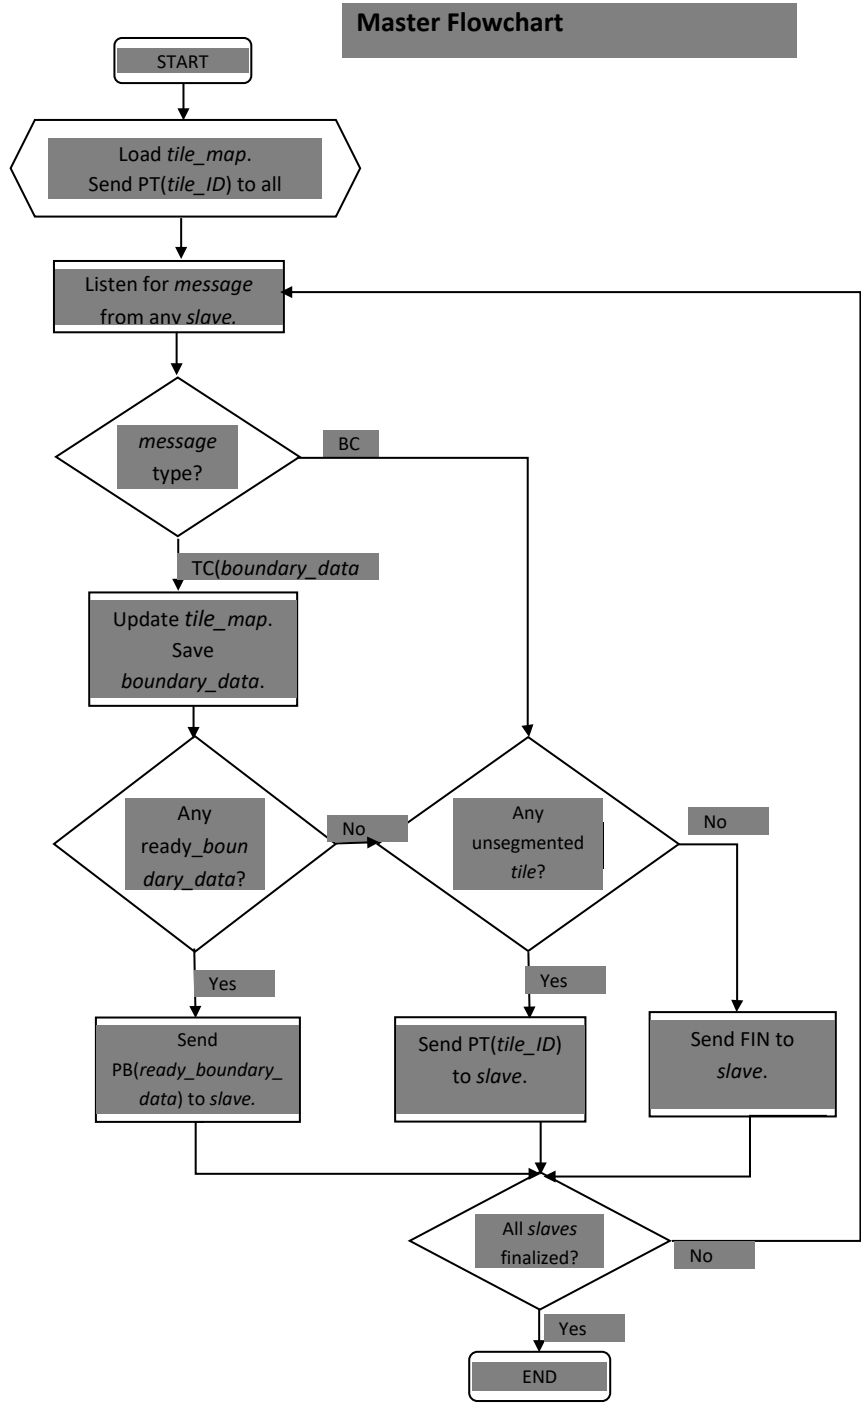 Master Flowchart
START
Load tile_map.
Send PT(tile_ID) to all
Listen for message
from any slave.
message
type?
BC
TC(boundary_data
Update tile_map.
Save
boundary_data.
Any
ready_boun
dary_data?
No
Any
unsegmented
tile?
No
Yes
Yes
Send
PB(ready_boundary_
data) to slave.
Send PT(tile_ID)
to slave.
Send FIN to
slave.
All slaves
finalized?
No
Yes
END